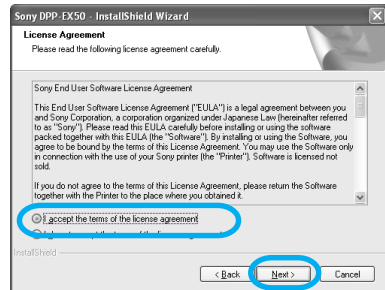 Sony DPP-EX50 - InstallShield Wizard
License Agreement
Please read the following license agreement carefully.
Sony End User Software License Agreement
This End User Software License Agreement ("EULA") is a legal agreement between you
and Sony Corporation, a corporation organized under Japanese Law (hereinafter referred
to as "Sony"). Please read this EULA carefully before installing or using the software
packed together with this EULA (the "Software"). By installing or using the Software, you
agree to be bound by the terms of this License Agreement. You may use the Software only
in connection with the use of your Sony printer (the "Printer"). Software is licensed not
sold.
If you do not agree to the terms of this License Agreement, please return the Software
together with the Printer to the place where you obtained it.
I accept the terms of the license agreement
InstallShield
< Back
Next >
Cancel